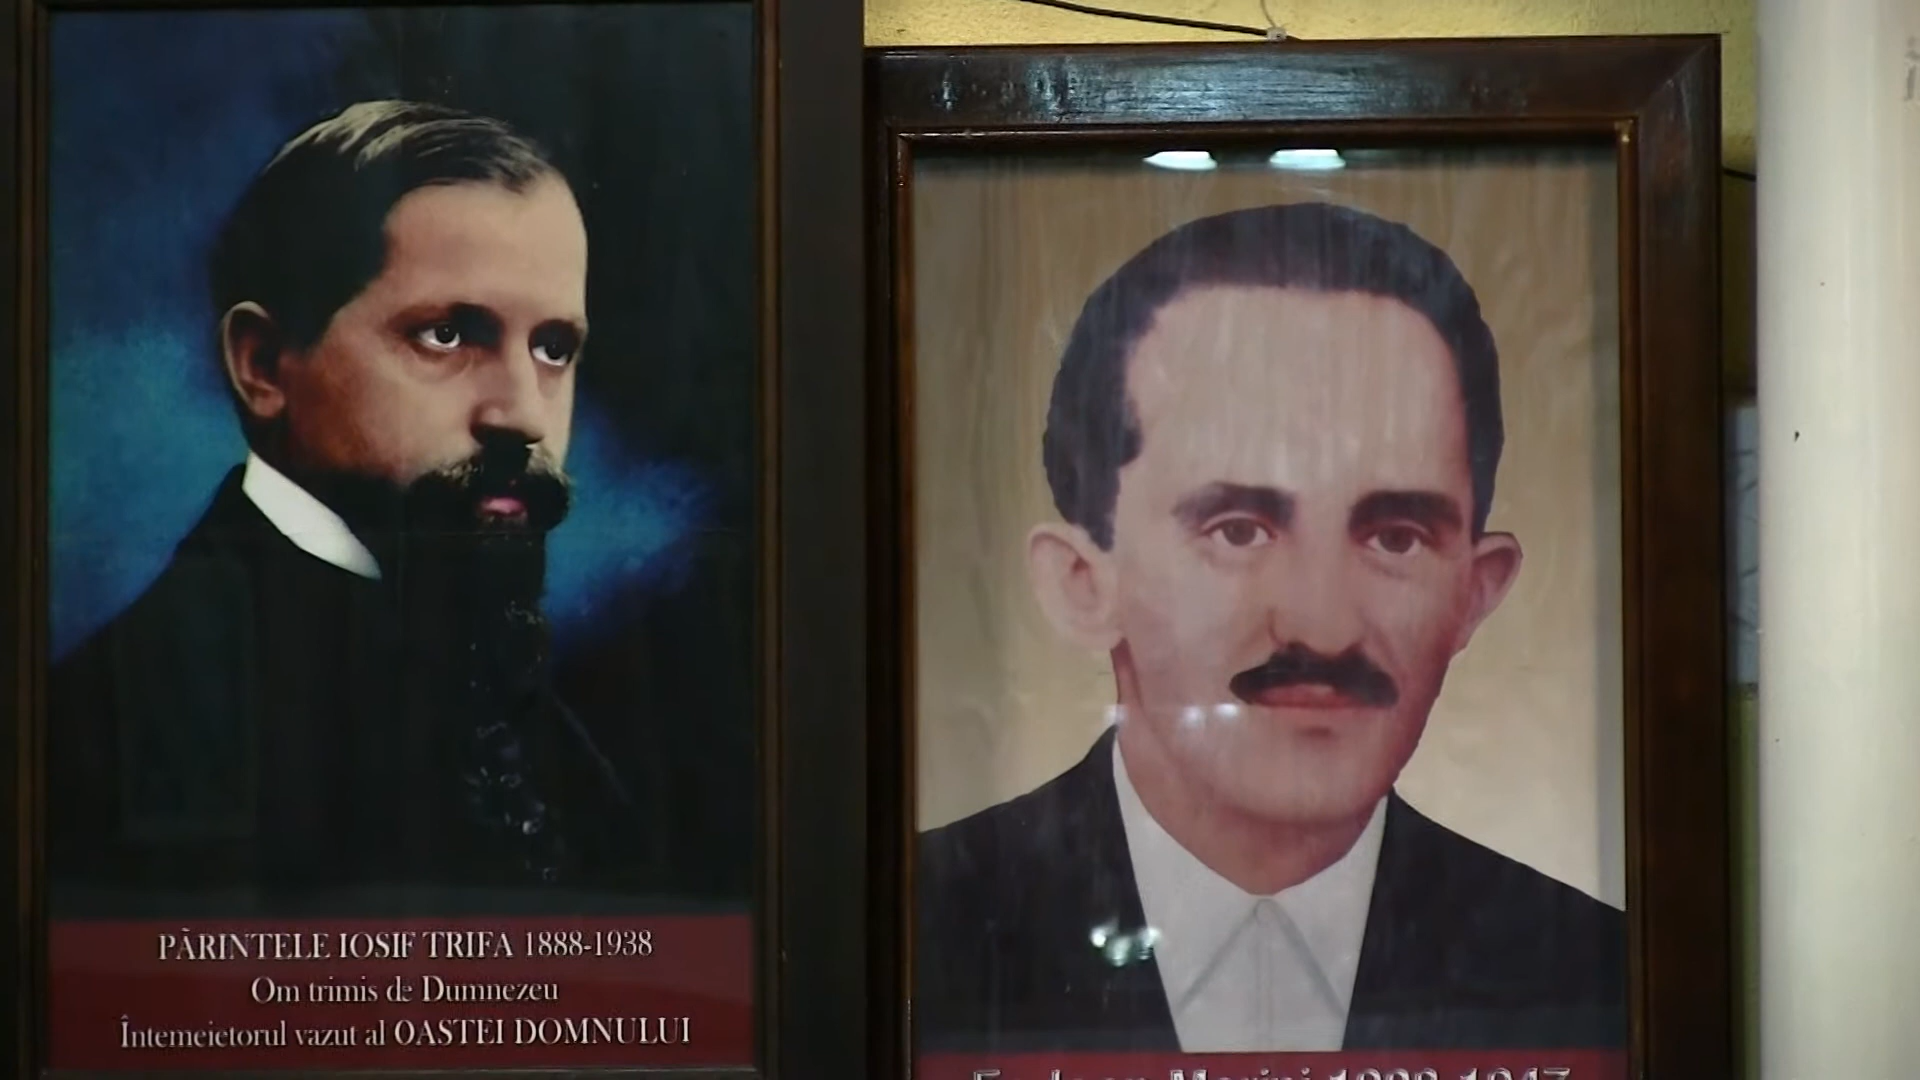 PĂRINTELE IOSIF TRIFA 1888-1938
Om trimis de Dumnezeu
Întemeietorul vazut al OASTEI DOMNULUI